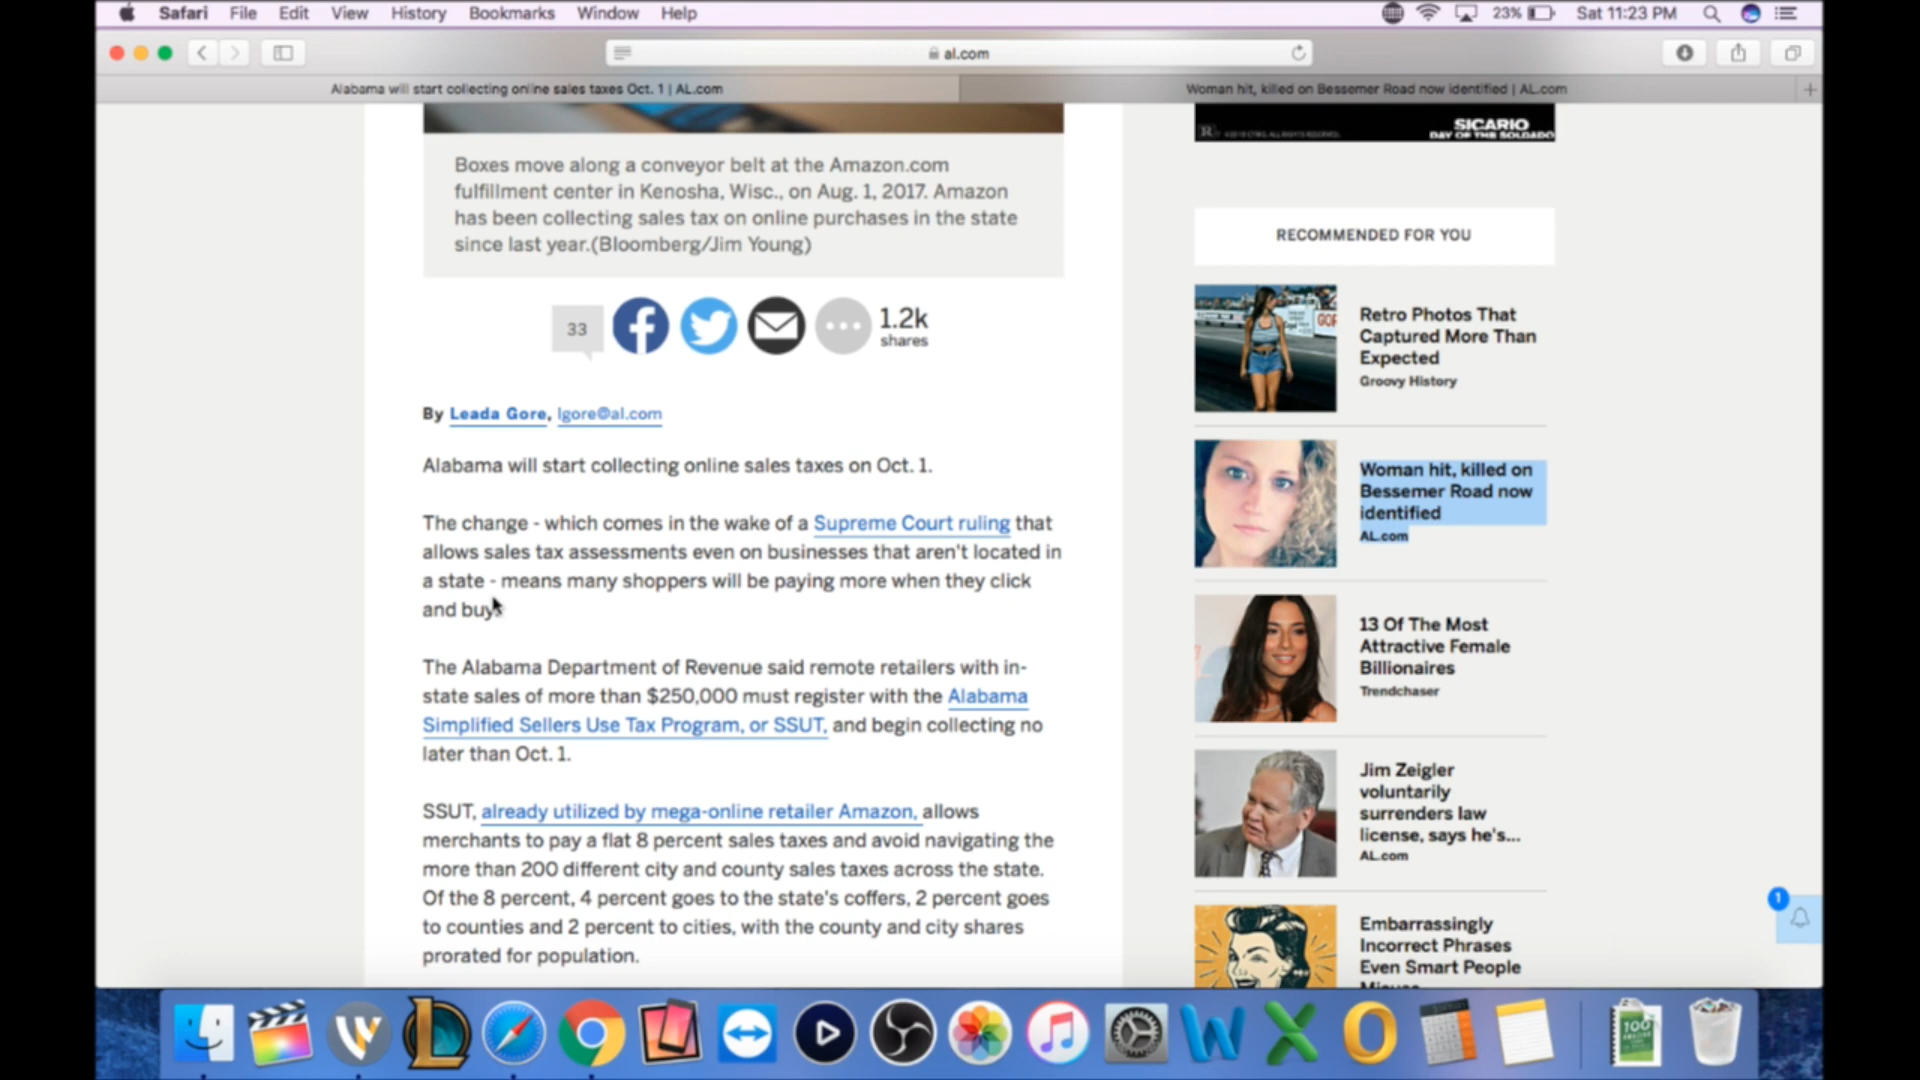 Safari File Edit View History Bookmarks Window Help 23% Sat 11:23 PM
al.com
Alabama will start collecting online sales taxes Oct. 1 | AL.com
Woman hit, killed on Bessemer Road now identified | AL.com
Boxes move along a conveyor belt at the Amazon.com
fulfillment center in Kenosha, Wisc., on Aug. 1, 2017. Amazon
has been collecting sales tax on online purchases in the state
since last year.(Bloomberg/Jim Young)
33
1.2k
shares
By Leada Gore, lgore@al.com
Alabama will start collecting online sales taxes on Oct. 1.
The change - which comes in the wake of a Supreme Court ruling that
allows sales tax assessments even on businesses that aren't located in
a state - means many shoppers will be paying more when they click
and buy.
The Alabama Department of Revenue said remote retailers with in-
state sales of more than $250,000 must register with the Alabama
Simplified Sellers Use Tax Program, or SSUT, and begin collecting no
later than Oct. 1.
SSUT, already utilized by mega-online retailer Amazon, allows
merchants to pay a flat 8 percent sales taxes and avoid navigating the
more than 200 different city and county sales taxes across the state.
Of the 8 percent, 4 percent goes to the state's coffers, 2 percent goes
to counties and 2 percent to cities, with the county and city shares
prorated for population.
R
SICARIO
DAY OF THE SOLDADO
RECOMMENDED FOR YOU
Retro Photos That
Captured More Than
Expected
Groovy History
Woman hit, killed on
Bessemer Road now
identified
AL.com
13 Of The Most
Attractive Female
Billionaires
Trendchaser
Jim Zeigler
voluntarily
surrenders law
license, says he's...
AL.com
Embarrassingly
Incorrect Phrases
Even Smart People
1
100